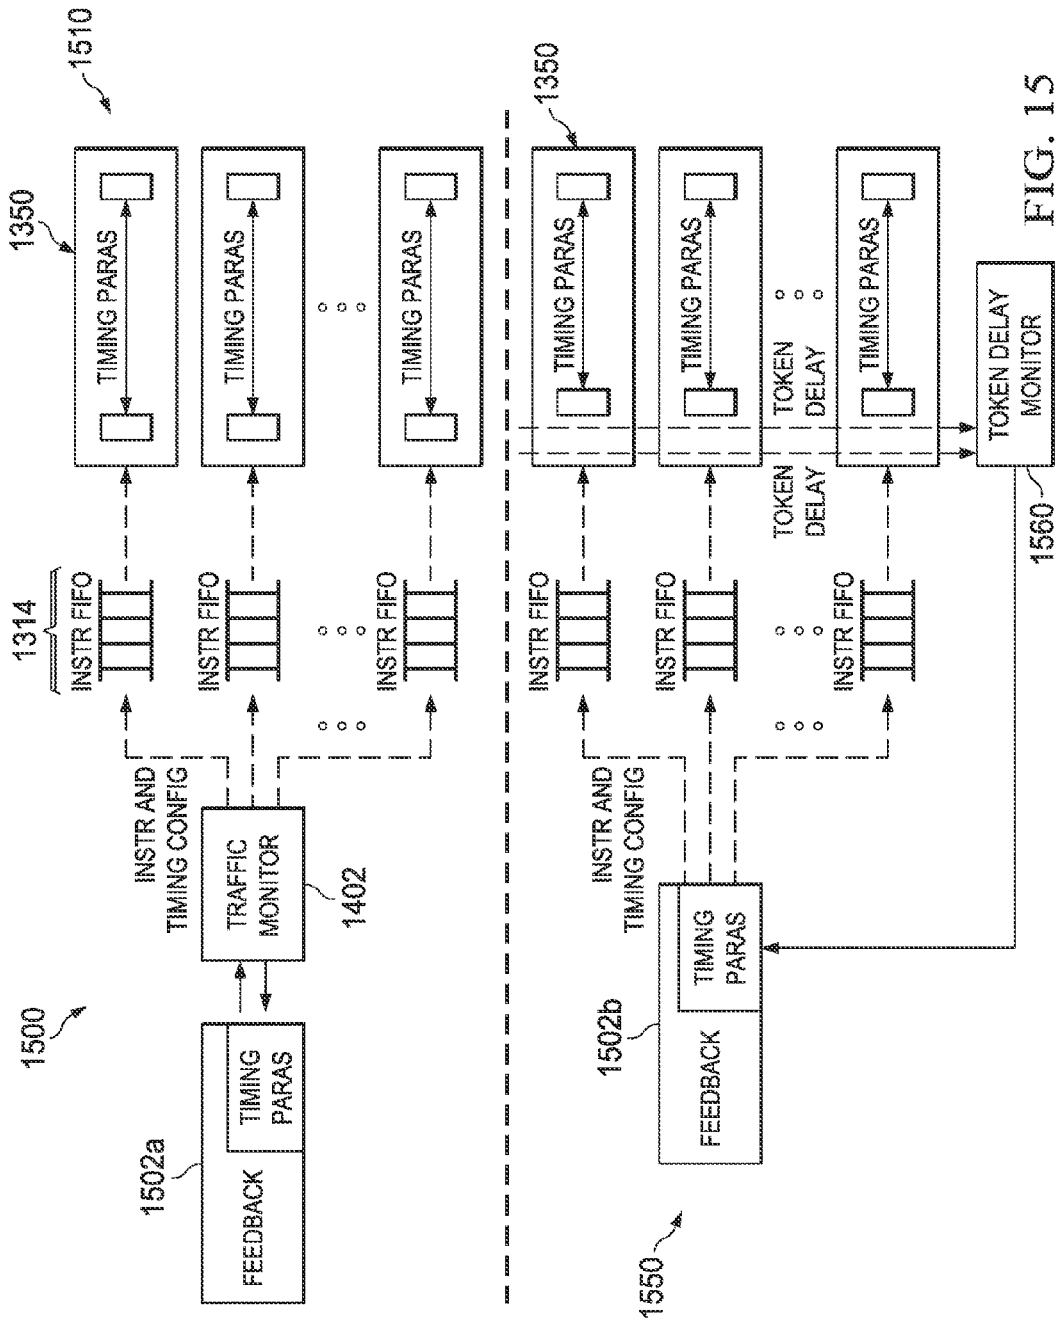 1500
1510
1502a
FEEDBACK
TIMING
PARAS
TRAFFIC
MONITOR
1402
INSTR AND
TIMING CONFIG
1314
INSTR FIFO
INSTR FIFO
INSTR FIFO
1350
TIMING PARAS
TIMING PARAS
TIMING PARAS
1550
1502b
FEEDBACK
TIMING
PARAS
INSTR AND
TIMING CONFIG
INSTR FIFO
INSTR FIFO
INSTR FIFO
1350
TIMING PARAS
TIMING PARAS
TIMING PARAS
TOKEN
DELAY
TOKEN
DELAY
TOKEN DELAY
MONITOR
1560
FIG. 15